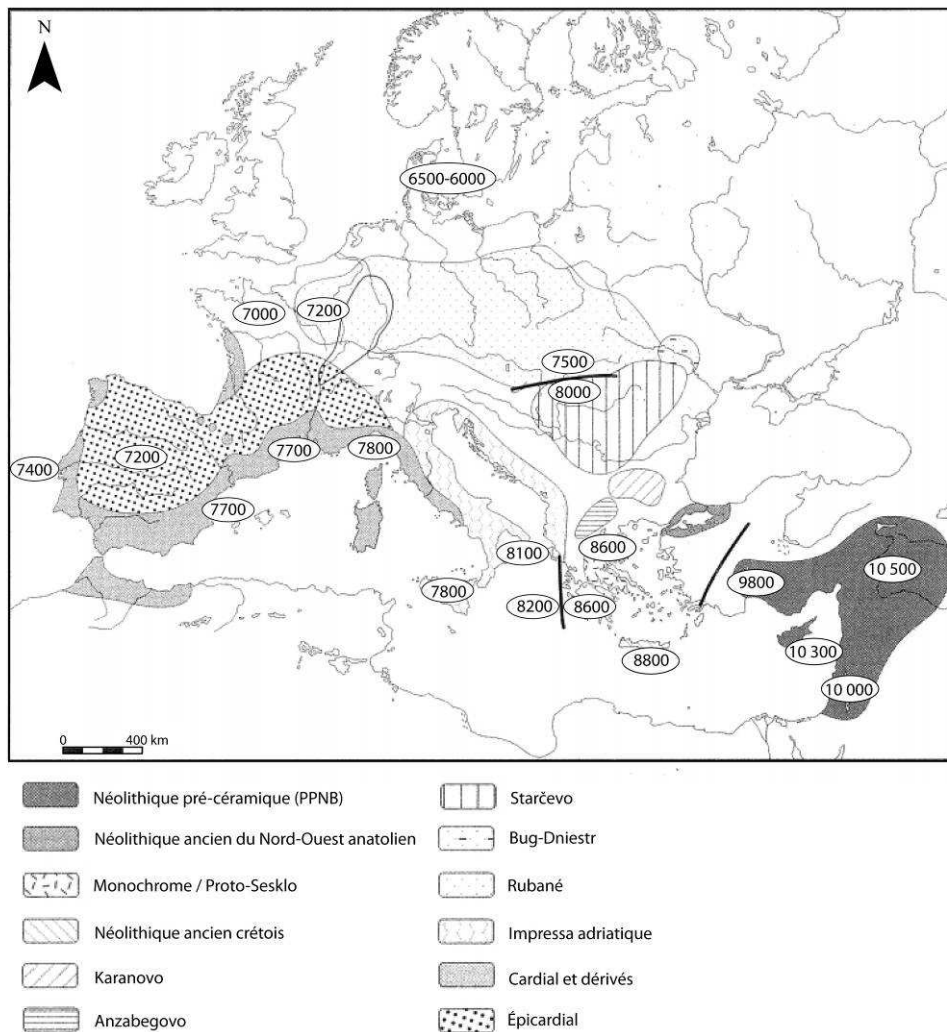 N
6500-6000
7000
7200
7500
8000
7400
7200
7700
7800
7700
8100
8600
7800
8200
8600
8800
9800
10 500
10 300
10 000
0 400 km
Néolithique pré-céramique (PPNB)
Néolithique ancien du Nord-Ouest anatolien
Monochrome / Proto-Sesklo
Néolithique ancien crétois
Karanovo
Anzabegovo
Starčevo
Bug-Dniestr
Rubané
Impressa adriatique
Cardial et dérivés
Épicardial